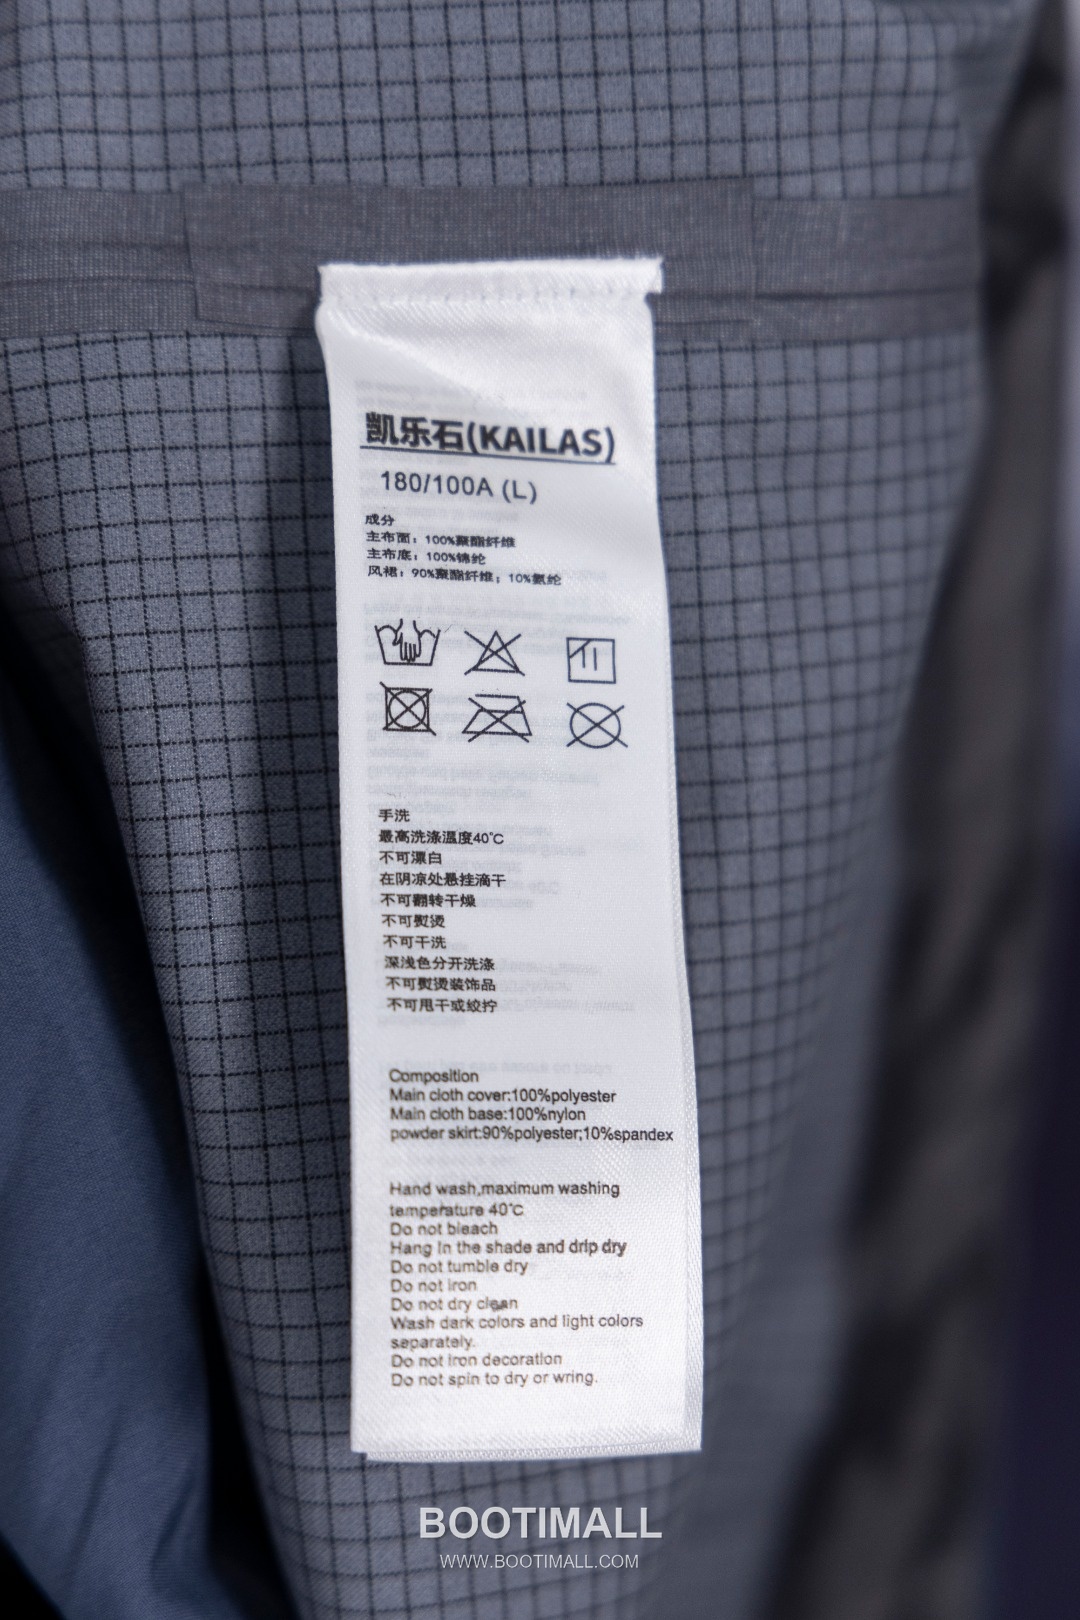 凯乐石(KAILAS)
180/100A (L)
成分
主布面：100%聚酯纤维
主布底：100%锦纶
风裙：90%聚酯纤维；10%氨纶
手洗
最高洗涤温度40℃
不可漂白
在阴凉处悬挂滴干
不可翻转干燥
不可熨烫
不可干洗
深浅色分开洗涤
不可熨烫装饰品
不可甩干或绞拧
Composition
Main cloth cover:100%polyester
Main cloth base:100%nylon
powder skirt:90%polyester;10%spandex
Hand wash,maximum washing
temperature 40℃
Do not bleach
Hang in the shade and drip dry
Do not tumble dry
Do not iron
Do not dry clean
Wash dark colors and light colors
separately.
Do not iron decoration
Do not spin to dry or wring.
BOOTIMALL
WWW.BOOTIMALL.COM